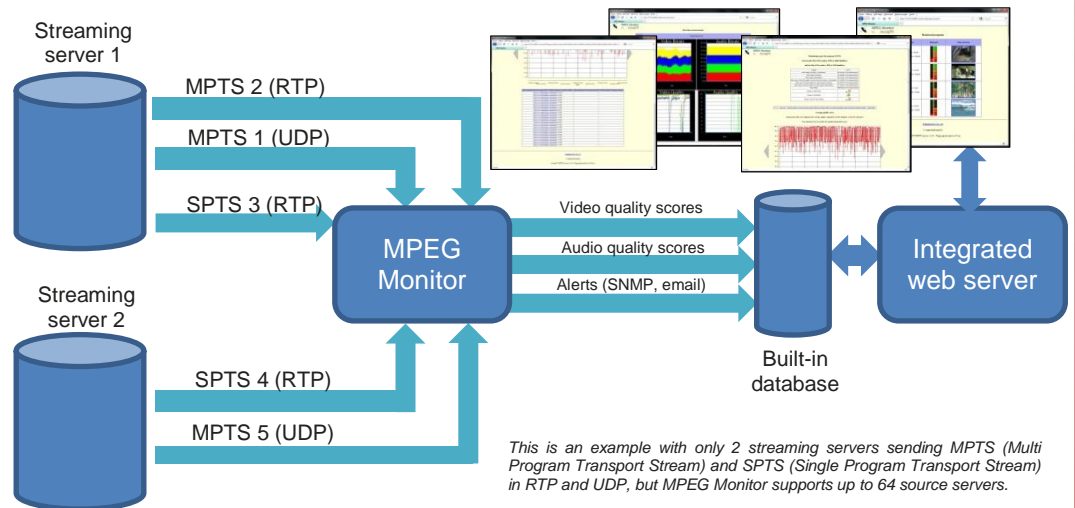 Streaming
server 1
MPTS 2 (RTP)
MPTS 1 (UDP)
SPTS 3 (RTP)
MPEG
Monitor
Video quality scores
Audio quality scores
Alerts (SNMP, email)
Integrated
web server
Streaming
server 2
SPTS 4 (RTP)
MPTS 5 (UDP)
Built-in
database
This is an example with only 2 streaming servers sending MPTS (Multi
Program Transport Stream) and SPTS (Single Program Transport Stream)
in RTP and UDP, but MPEG Monitor supports up to 64 source servers.